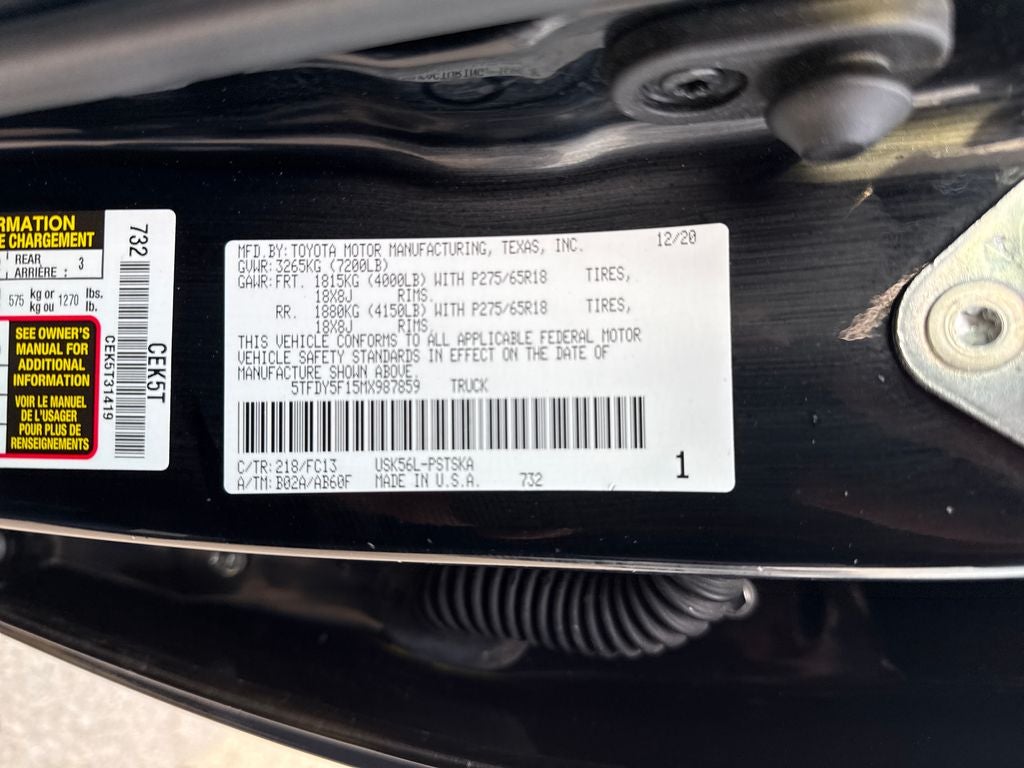 RMATION
E CHARGEMENT
REAR
ARRIÈRE : 3
575 kg or 1270 lbs.
kg ou lb.
SEE OWNER'S
MANUAL FOR
ADDITIONAL
INFORMATION
VOIR LE MANUEL
DE L'USAGER
POUR PLUS DE
RENSEIGNEMENTS
CEK5T31419
732
CEK5T
MFD.BY:TOYOTA MOTOR MANUFACTURING, TEXAS, INC. 12/20
GVWR:3265KG (7200LB)
GAWR:FRT. 1815KG (4000LB) WITH P275/65R18 TIRES,
18X8J RIMS.
RR. 1880KG (4150LB) WITH P275/65R18 TIRES,
18X8J RIMS.
THIS VEHICLE CONFORMS TO ALL APPLICABLE FEDERAL MOTOR
VEHICLE SAFETY STANDARDS IN EFFECT ON THE DATE OF
MANUFACTURE SHOWN ABOVE.
5TFDY5F15MX987859 TRUCK
C/TR:218/FC13 USK56L-PSTSKA
A/TM:B02A/AB60F MADE IN U.S.A. 732 1